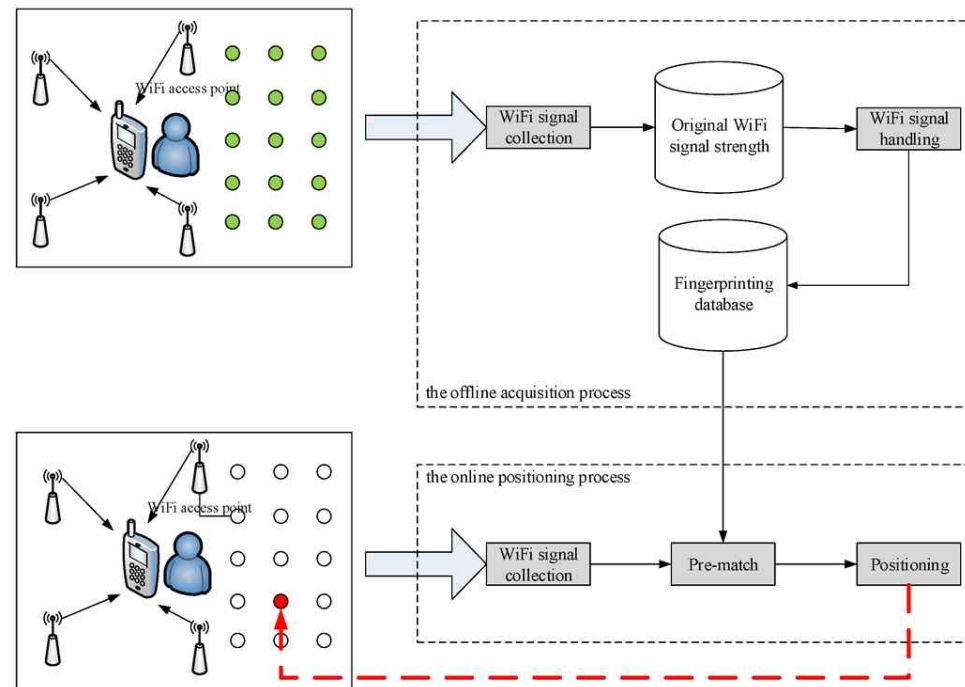 WiFi access point
WiFi signal
collection
Original WiFi
signal strength
WiFi signal
handling
Fingerprinting
database
the offline acquisition process
the online positioning process
WiFi access point
WiFi signal
collection
Pre-match
Positioning